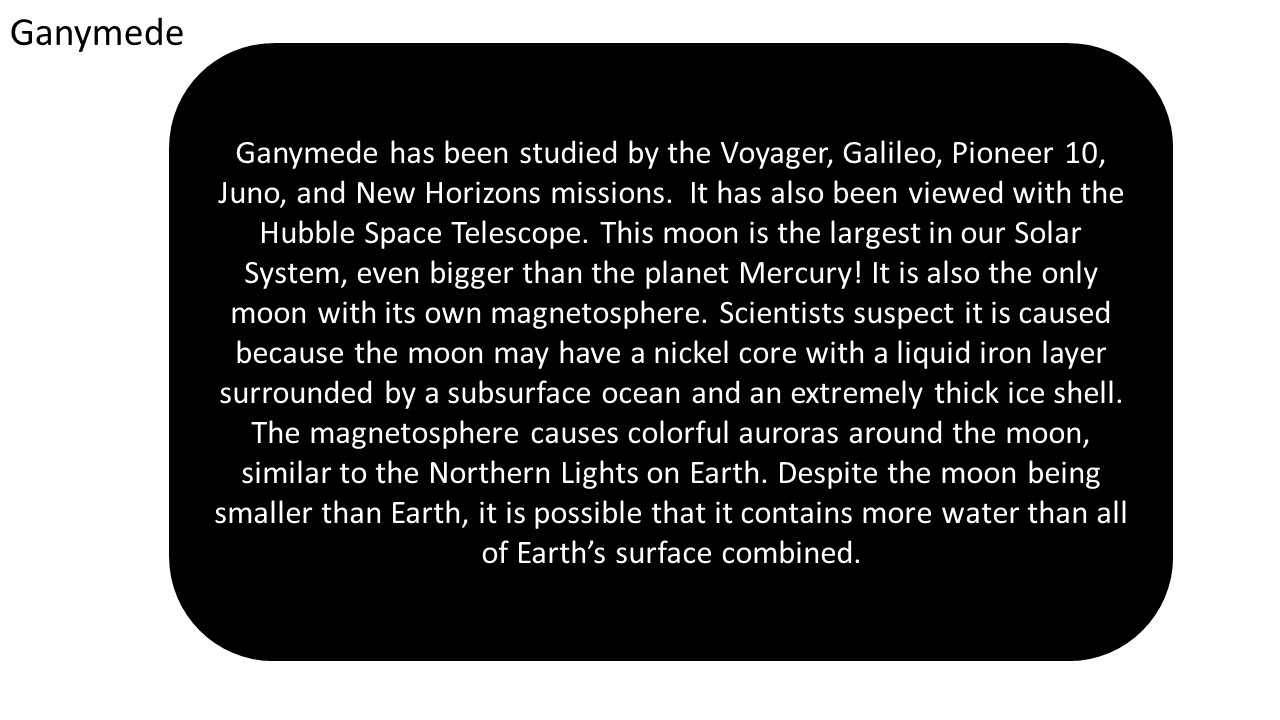 Ganymede
Ganymede has been studied by the Voyager, Galileo, Pioneer 10,
Juno, and New Horizons missions.  It has also been viewed with the
Hubble Space Telescope. This moon is the largest in our Solar
System, even bigger than the planet Mercury! It is also the only
moon with its own magnetosphere. Scientists suspect it is caused
because the moon may have a nickel core with a liquid iron layer
surrounded by a subsurface ocean and an extremely thick ice shell.
The magnetosphere causes colorful auroras around the moon,
similar to the Northern Lights on Earth. Despite the moon being
smaller than Earth, it is possible that it contains more water than all
of Earth’s surface combined.